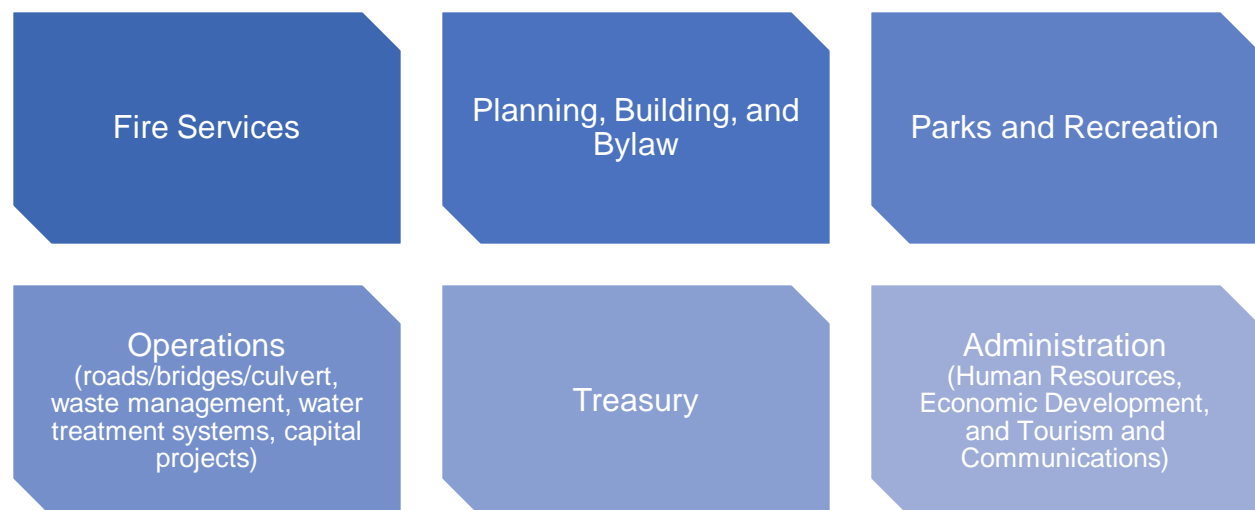 Fire Services
Planning, Building, and
Bylaw
Parks and Recreation
Operations
(roads/bridges/culvert,
waste management, water
treatment systems, capital
projects)
Treasury
Administration
(Human Resources,
Economic Development,
and Tourism and
Communications)